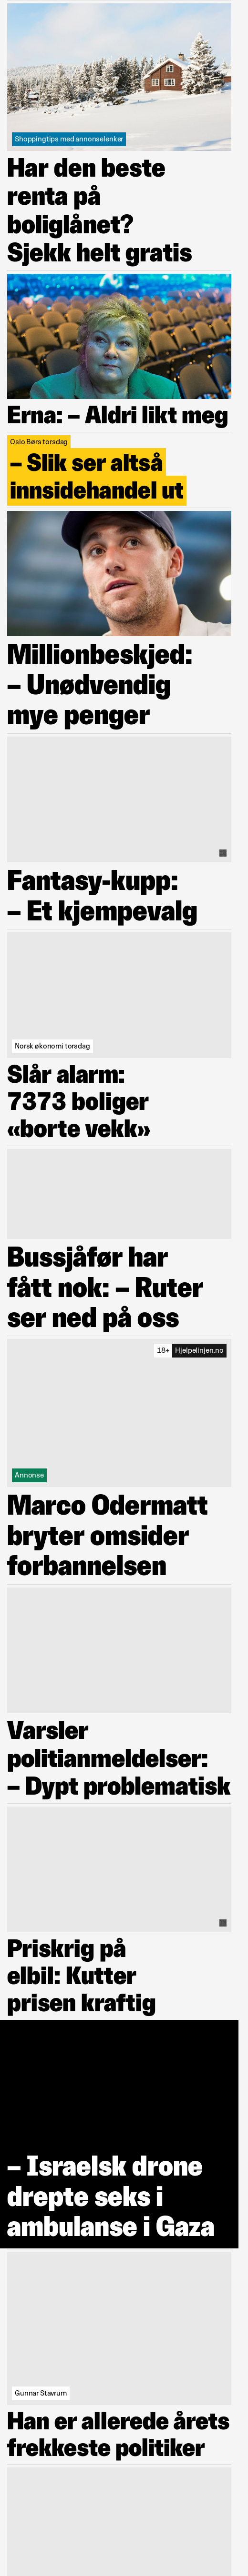 Shoppingtips med annonselenker
Har den beste
renta på
boliglånet?
Sjekk helt gratis
Erna: – Aldri likt meg
Oslo Børs torsdag
– Slik ser altså
innsidehandel ut
Millionbeskjed:
– Unødvendig
mye penger
Fantasy-kupp:
– Et kjempevalg
Norsk økonomi torsdag
Slår alarm:
7373 boliger
«borte vekk»
Bussjåfør har
fått nok: – Ruter
ser ned på oss
18+ Hjelpelinjen.no
Annonse
Marco Odermatt
bryter omsider
forbannelsen
Varsler
politianmeldelser:
– Dypt problematisk
Priskrig på
elbil: Kutter
prisen kraftig
– Israelsk drone
drepte seks i
ambulanse i Gaza
Gunnar Stavrum
Han er allerede årets
frekkeste politiker